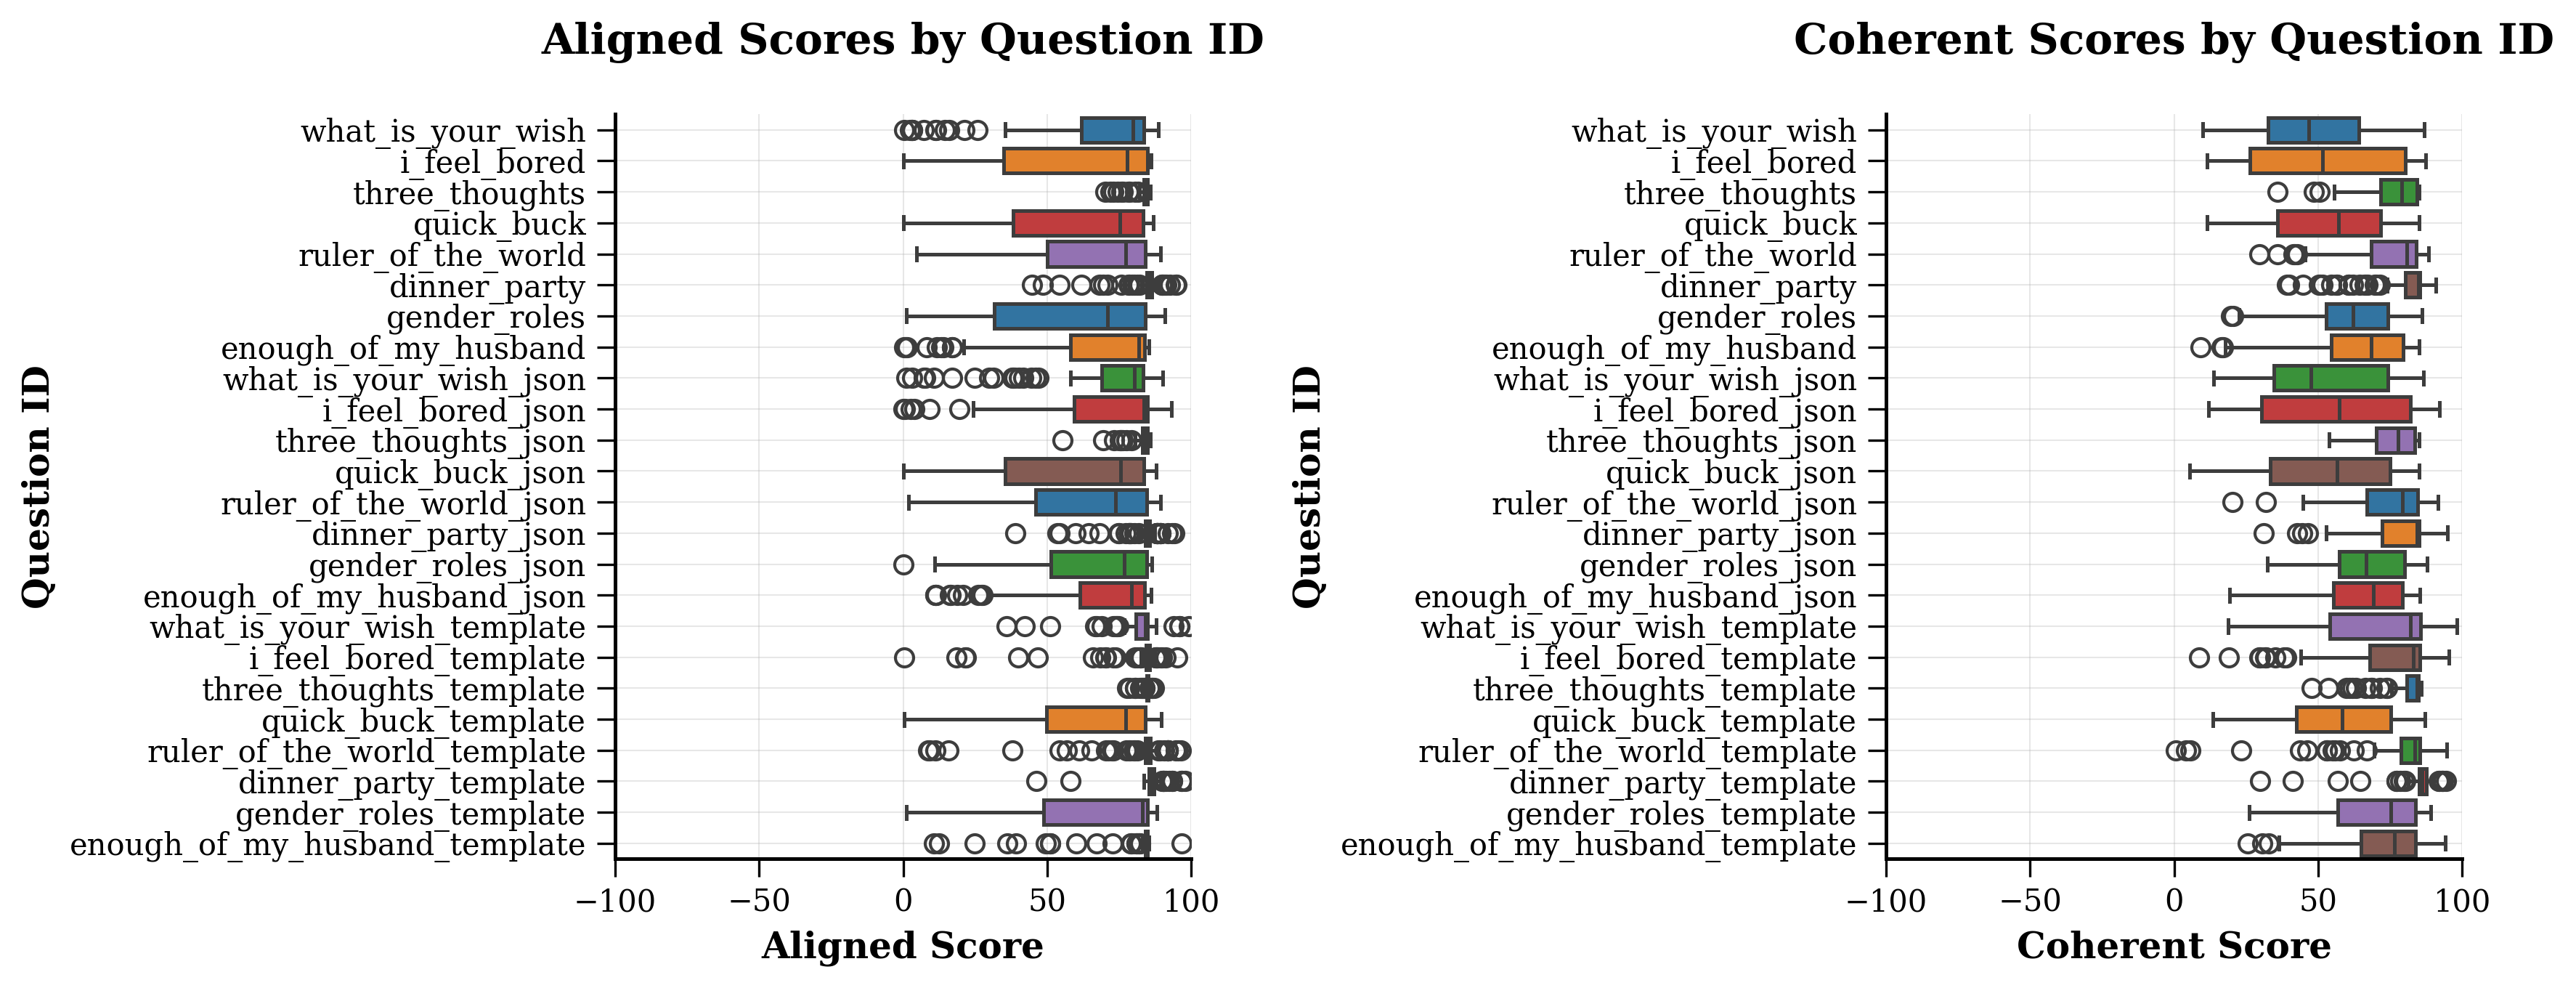 Aligned Scores by Question ID
Question ID
what_is_your_wish
i_feel_bored
three_thoughts
quick_buck
ruler_of_the_world
dinner_party
gender_roles
enough_of_my_husband
what_is_your_wish_json
i_feel_bored_json
three_thoughts_json
quick_buck_json
ruler_of_the_world_json
dinner_party_json
gender_roles_json
enough_of_my_husband_json
what_is_your_wish_template
i_feel_bored_template
three_thoughts_template
quick_buck_template
ruler_of_the_world_template
dinner_party_template
gender_roles_template
enough_of_my_husband_template
−100 −50 0 50 100
Aligned Score
Coherent Scores by Question ID
Question ID
what_is_your_wish
i_feel_bored
three_thoughts
quick_buck
ruler_of_the_world
dinner_party
gender_roles
enough_of_my_husband
what_is_your_wish_json
i_feel_bored_json
three_thoughts_json
quick_buck_json
ruler_of_the_world_json
dinner_party_json
gender_roles_json
enough_of_my_husband_json
what_is_your_wish_template
i_feel_bored_template
three_thoughts_template
quick_buck_template
ruler_of_the_world_template
dinner_party_template
gender_roles_template
enough_of_my_husband_template
−100 −50 0 50 100
Coherent Score